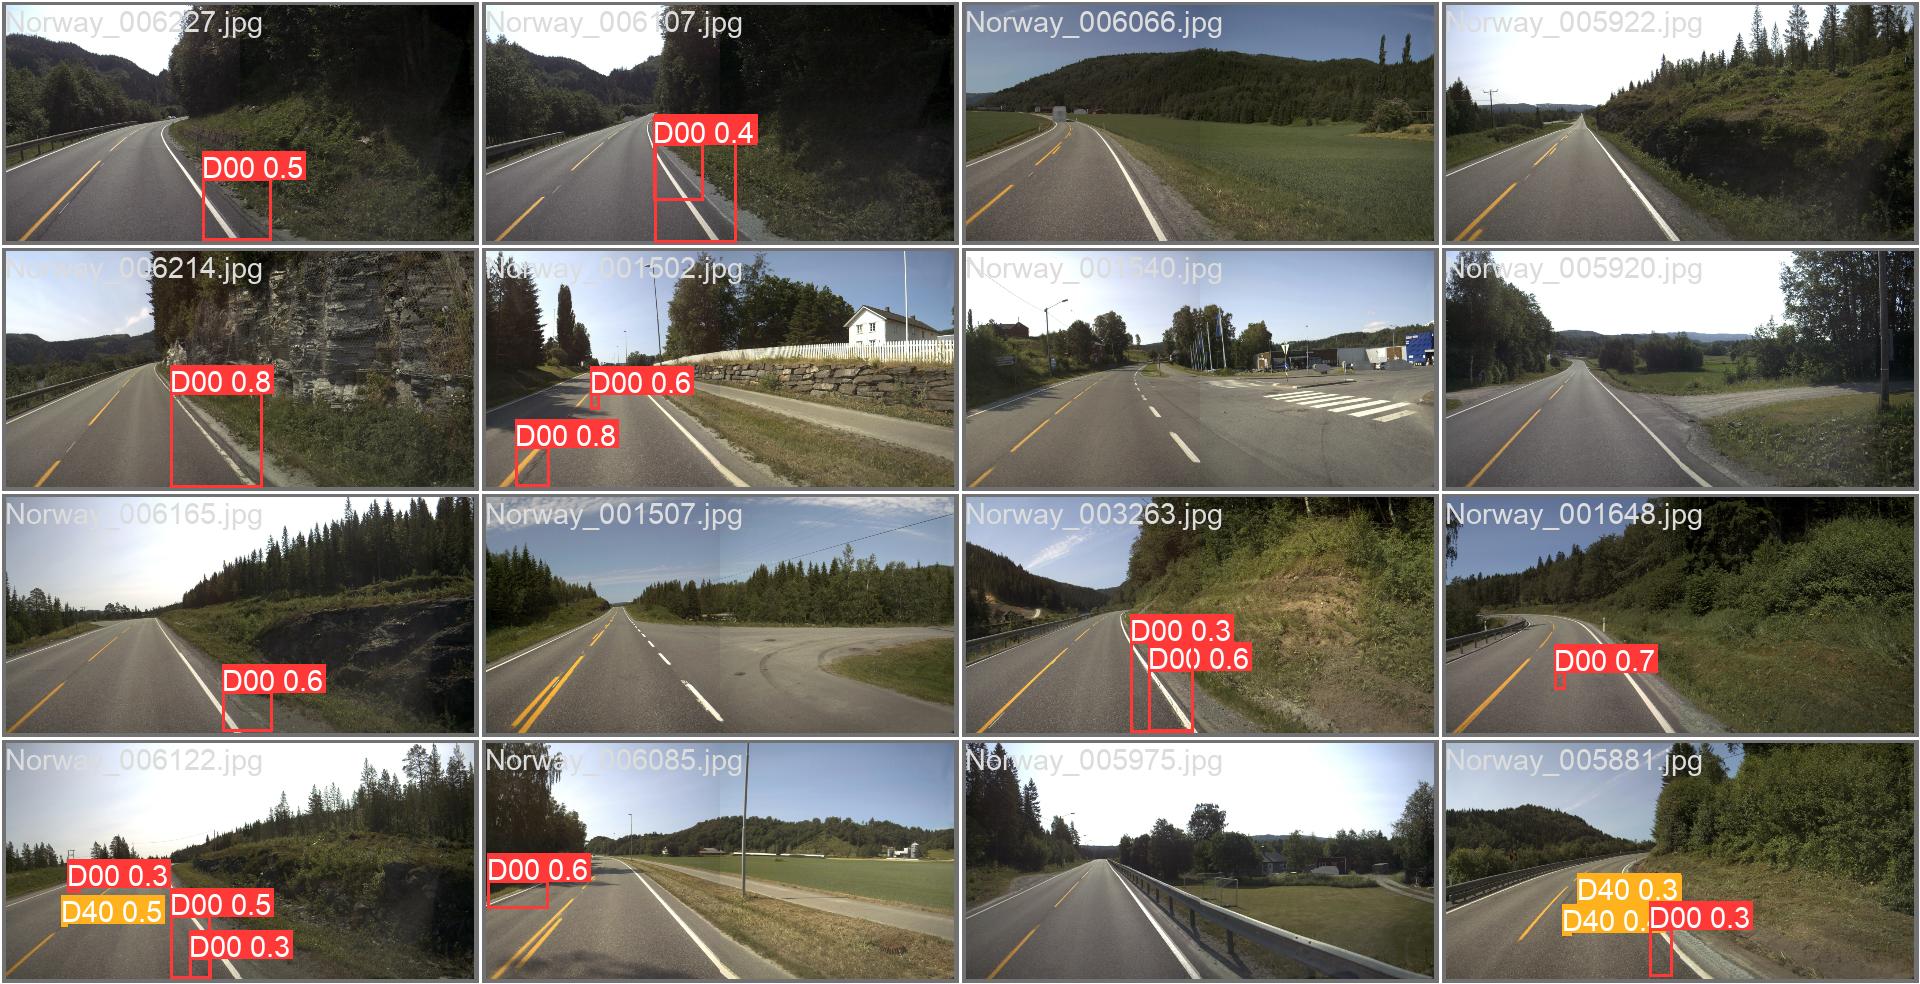 Norway_006227.jpg
D00 0.5
Norway_006107.jpg
D00 0.4
Norway_006066.jpg
Norway_005922.jpg
Norway_006214.jpg
D00 0.8
Norway_001502.jpg
D00 0.6
D00 0.8
Norway_001540.jpg
Norway_005920.jpg
Norway_006165.jpg
D00 0.6
Norway_001507.jpg
Norway_003263.jpg
D00 0.3
D00 0.6
Norway_001648.jpg
D00 0.7
Norway_006122.jpg
D00 0.3
D40 0.5
D00 0.5
D00 0.3
Norway_006085.jpg
D00 0.6
Norway_005975.jpg
Norway_005881.jpg
D40 0.3
D40 0.
D00 0.3